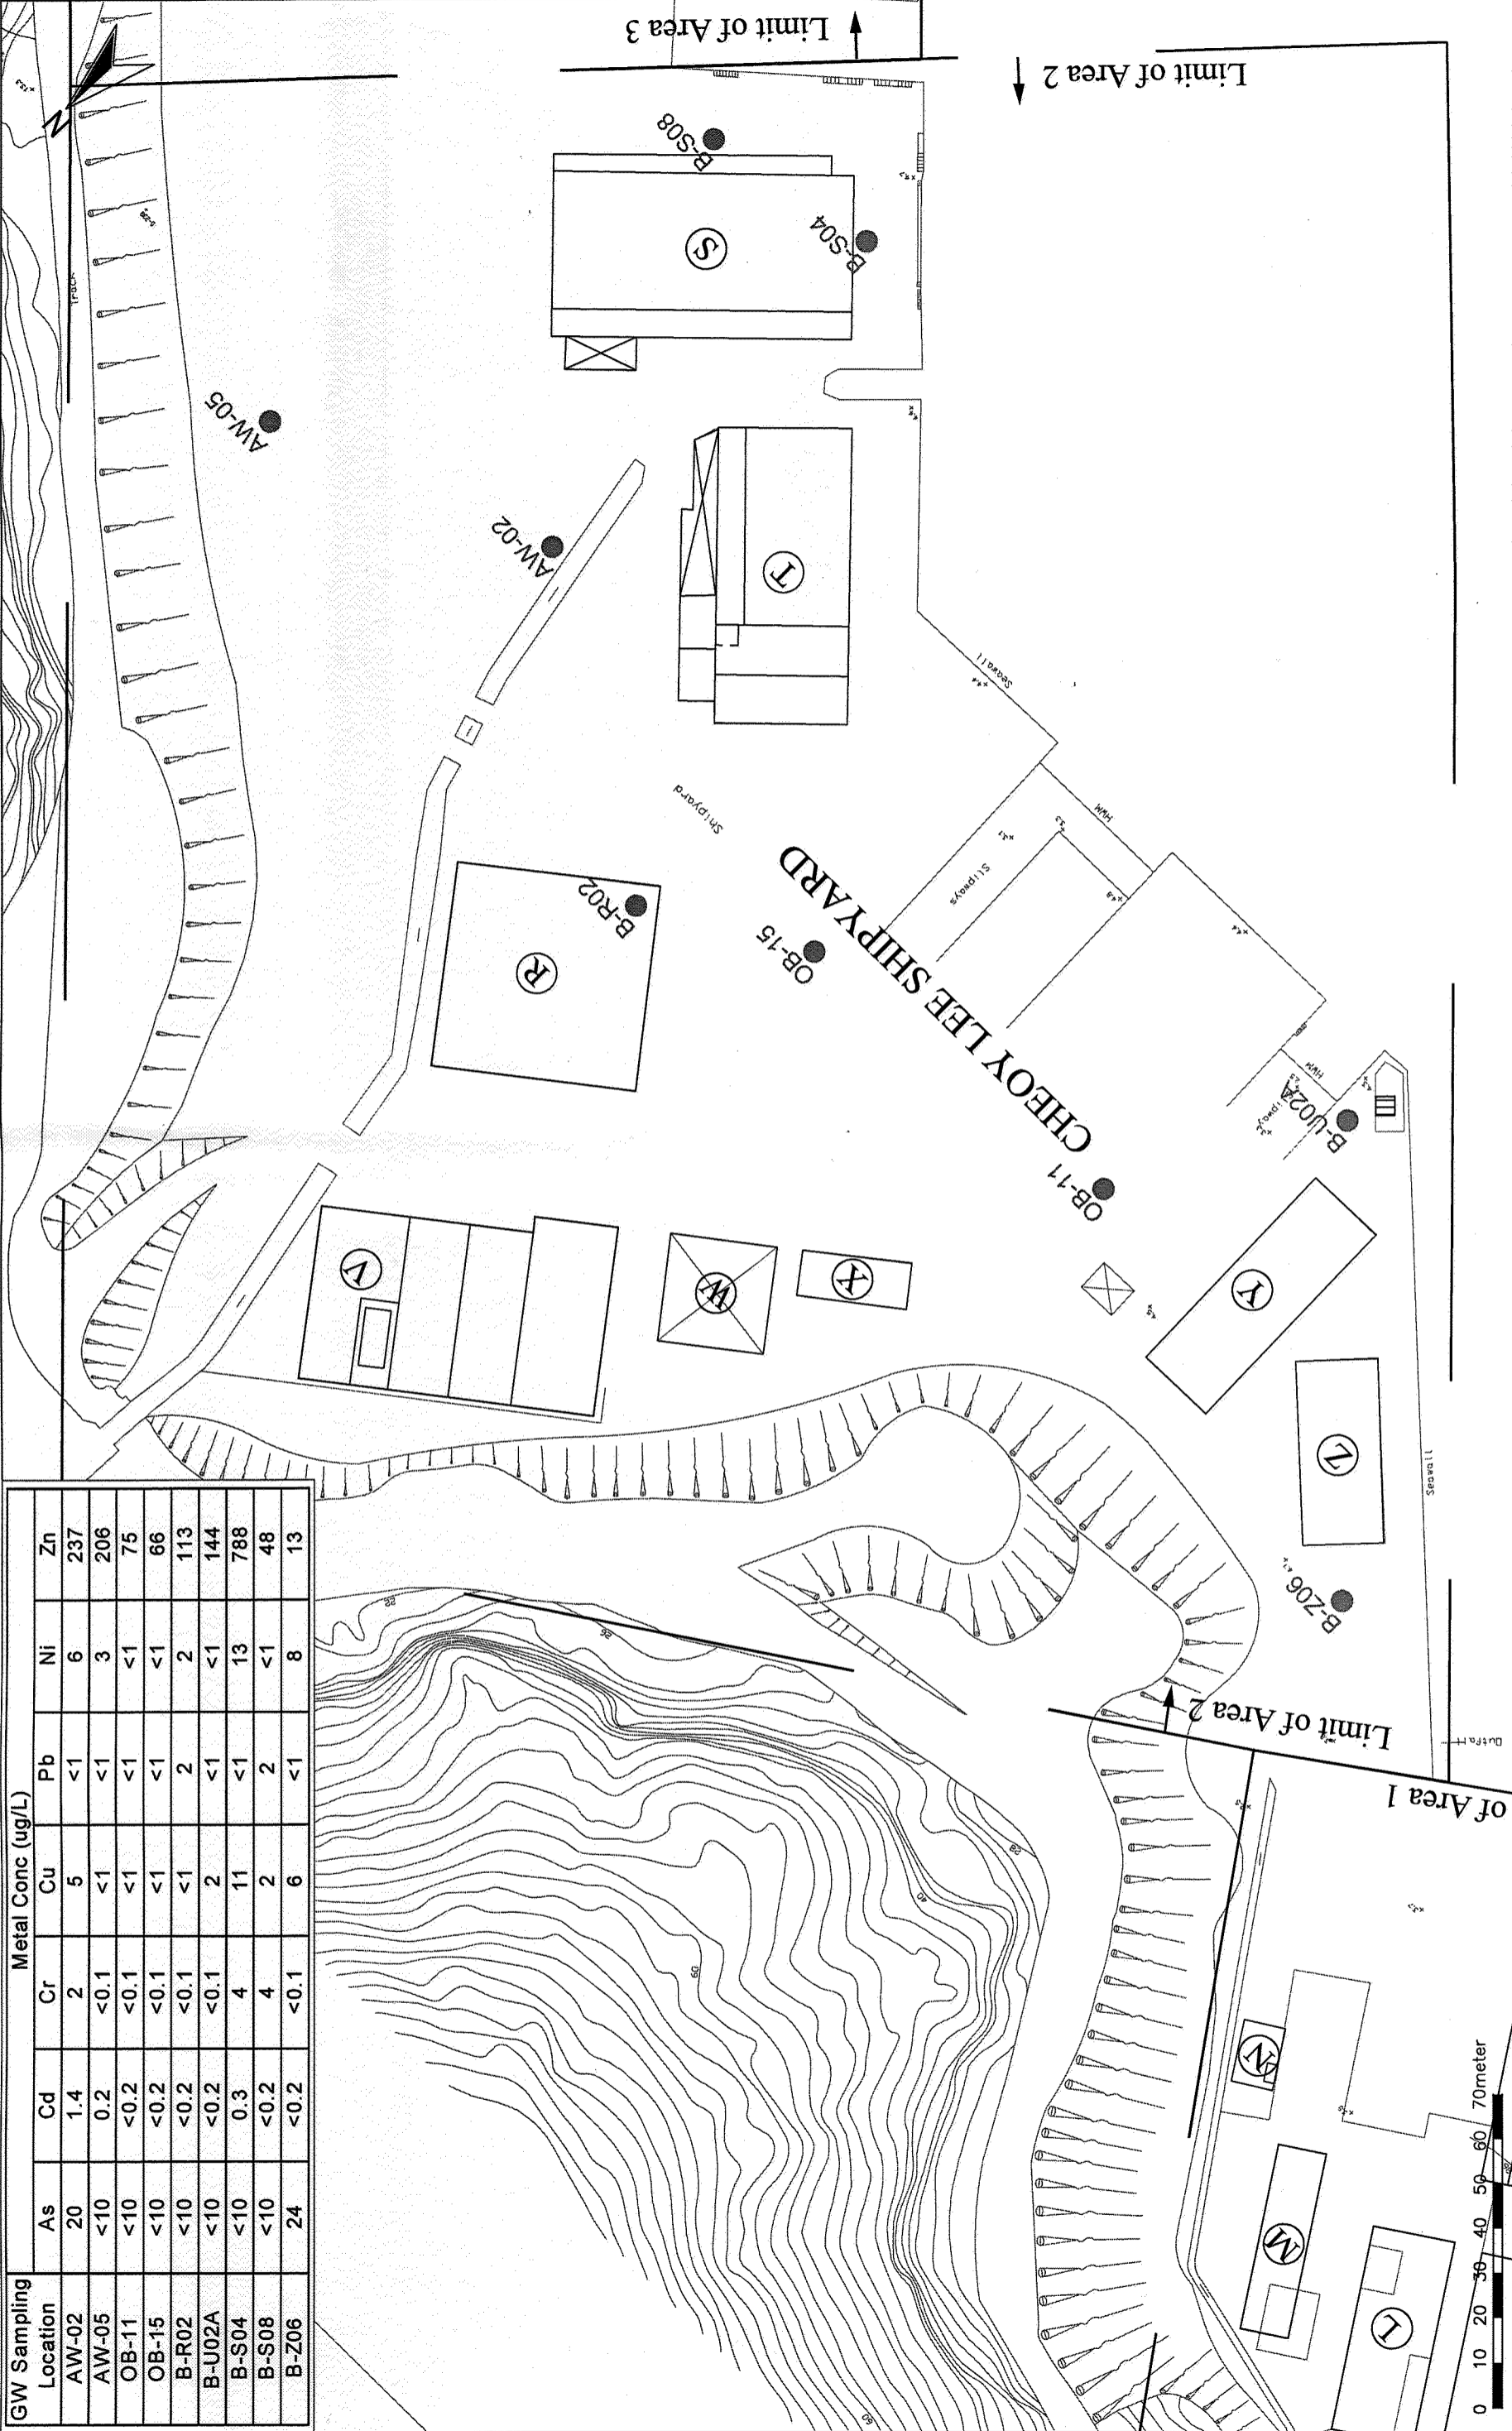 GW Sampling Metal Conc (ug/L)
Location As Cd Cr Cu Pb Ni Zn
AW-02 20 1.4 2 5 <1 6 237
AW-05 <10 0.2 <0.1 <1 <1 3 206
OB-11 <10 <0.2 <0.1 <1 <1 <1 75
OB-15 <10 <0.2 <0.1 <1 <1 <1 66
B-R02 <10 <0.2 <0.1 <1 2 2 113
B-U02A <10 <0.2 <0.1 2 <1 <1 144
B-S04 <10 0.3 4 11 <1 13 788
B-S08 <10 <0.2 4 2 2 <1 48
B-Z06 24 <0.2 <0.1 6 <1 8 13
N
Track
Limit of Area 3
Limit of Area 2
B-S08
S
B-S04
AW-05
AW-02
T
Seawall
Shipyard
HWM
Slipways
B-R02
R
OB-15
CHEOY LEE SHIPYARD
HWM
B-U02A
OB-11
V
W
X
Y
Z
Seawall
B-Z06
Limit of Area 2
Outfall
of Area 1
26
28
40
60
60
N
M
L
0 10 20 30 40 50 60 70meter